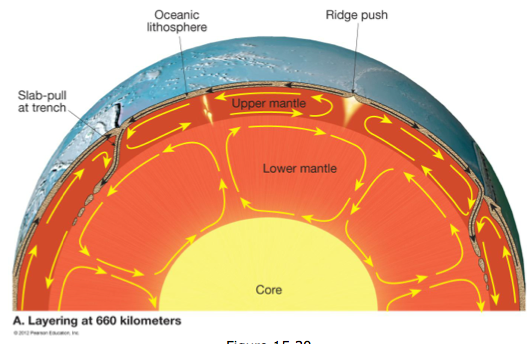 Oceanic
lithosphere
Ridge push
Slab-pull
at trench
Upper mantle
Lower mantle
Core
A. Layering at 660 kilometers
© 2012 Pearson Education, Inc.